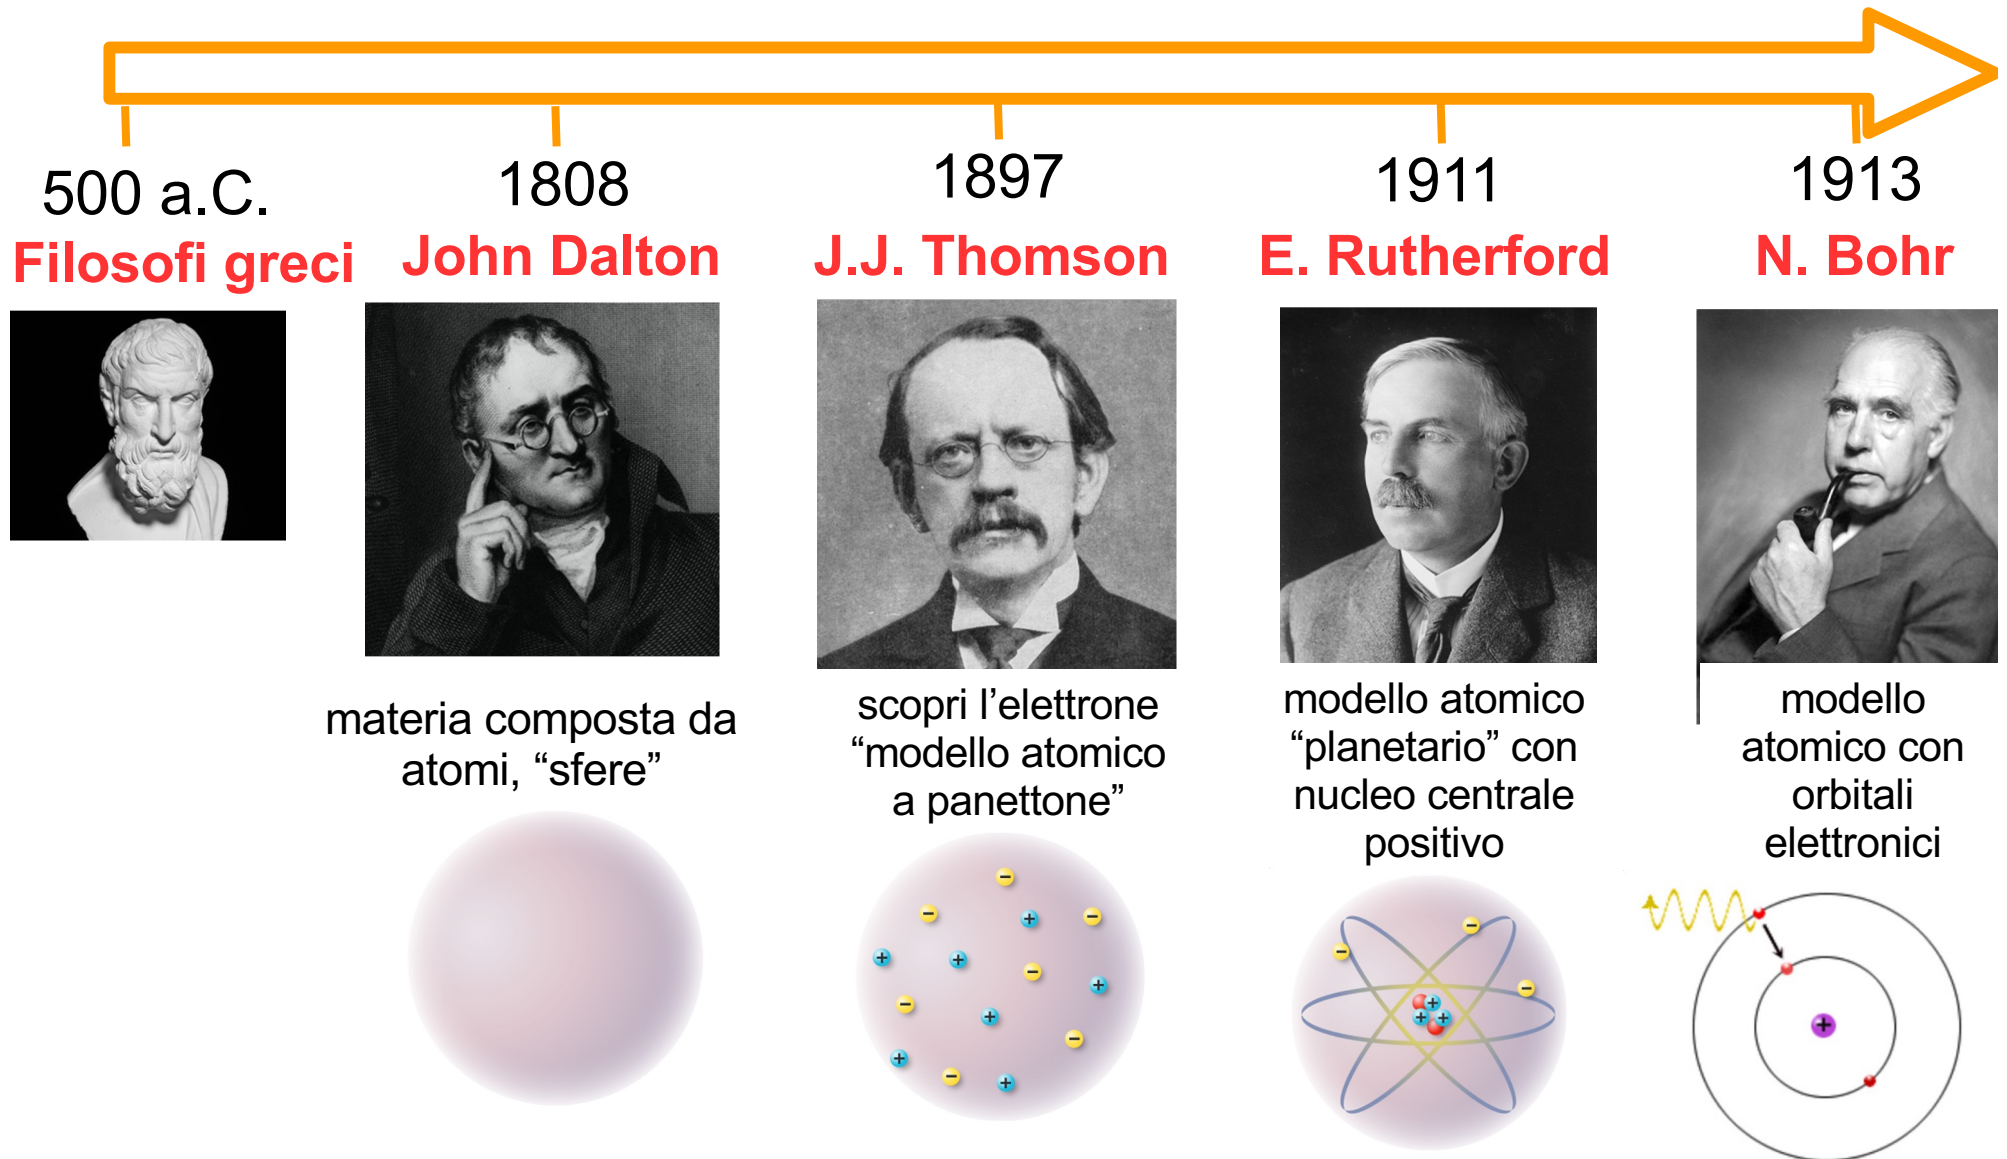 500 a.C.
Filosofi greci
1808
John Dalton
materia composta da
atomi, “sfere”
1897
J.J. Thomson
scopri l’elettrone
“modello atomico
a panettone”
1911
E. Rutherford
modello atomico
“planetario” con
nucleo centrale
positivo
1913
N. Bohr
modello
atomico con
orbitali
elettronici